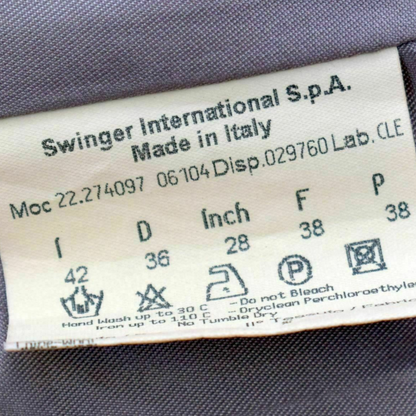 Swinger International S.p.A.
Made in Italy
Moc 22.274097 06104 Disp.029760 Lab. CLE
I D Inch F P
42 36 28 38 38
P
Hand Wash up to 30 C - Do not Bleach
Iron up to 110 C - Dryclean Perchloroethyle
No Tumble Dry